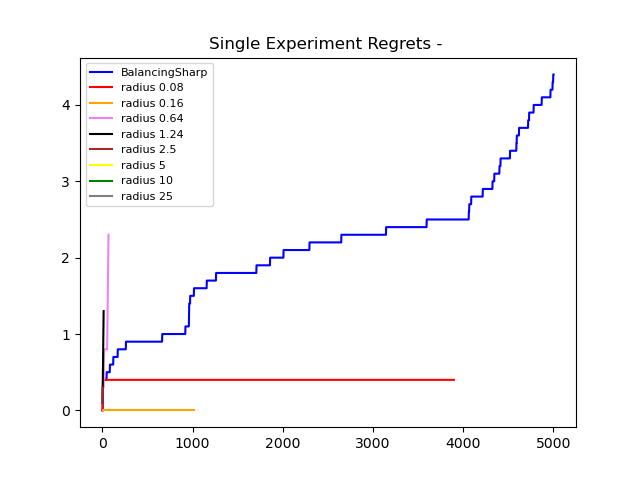 Single Experiment Regrets -
BalancingSharp
radius 0.08
radius 0.16
radius 0.64
radius 1.24
radius 2.5
radius 5
radius 10
radius 25
4
3
2
1
0
0 1000 2000 3000 4000 5000